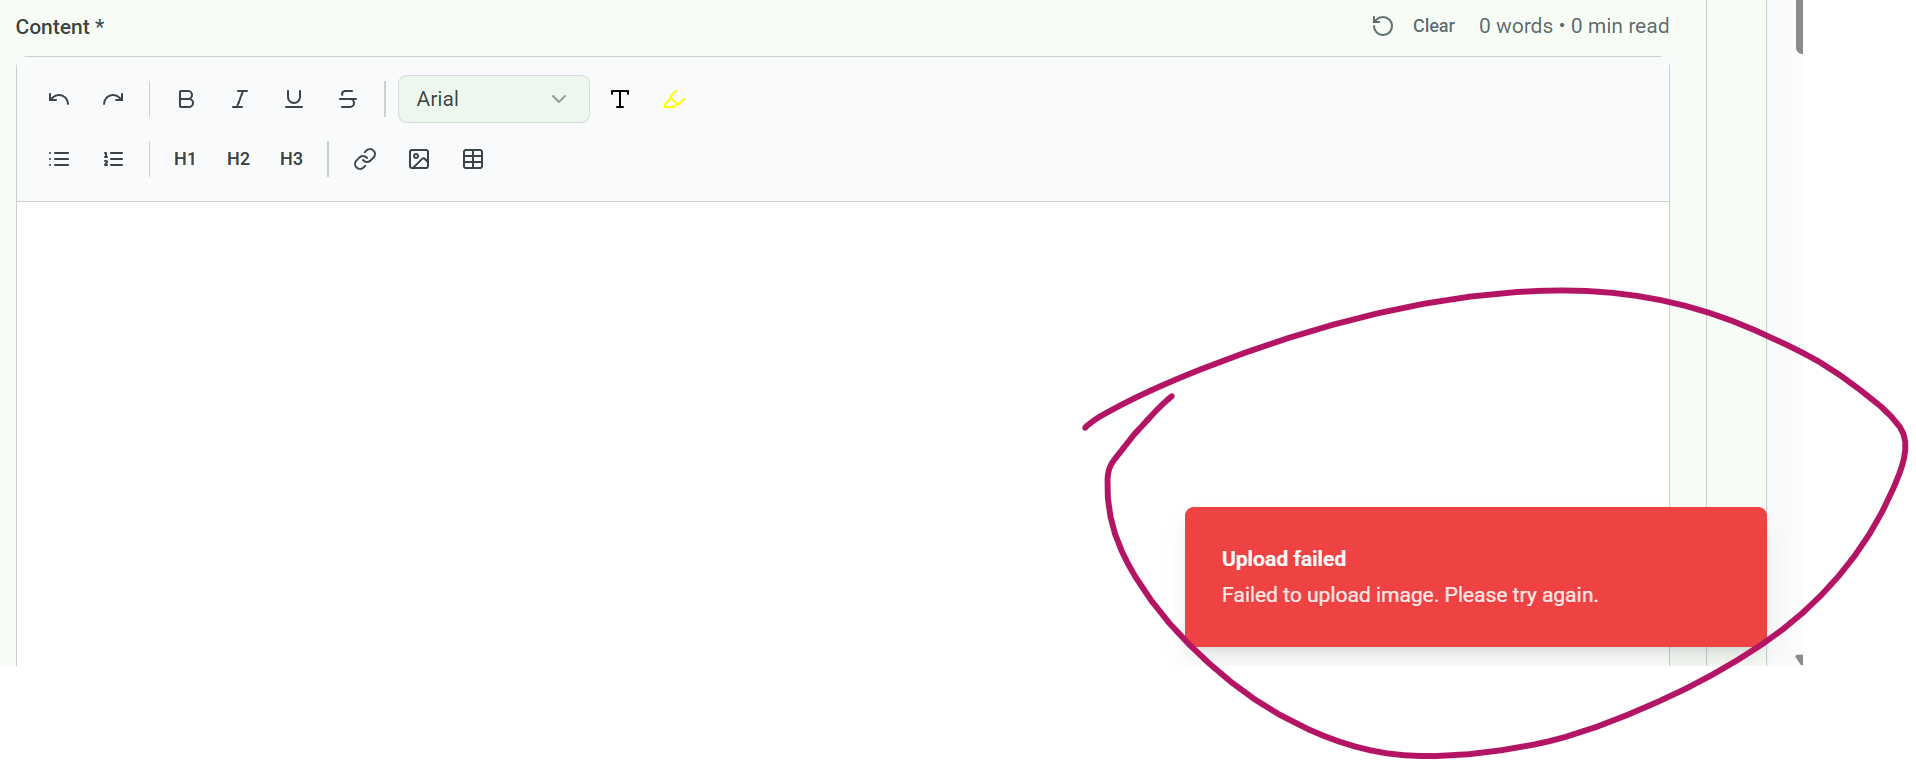 Content *
Clear 0 words • 0 min read
B I U S Arial T
H1 H2 H3
Upload failed
Failed to upload image. Please try again.